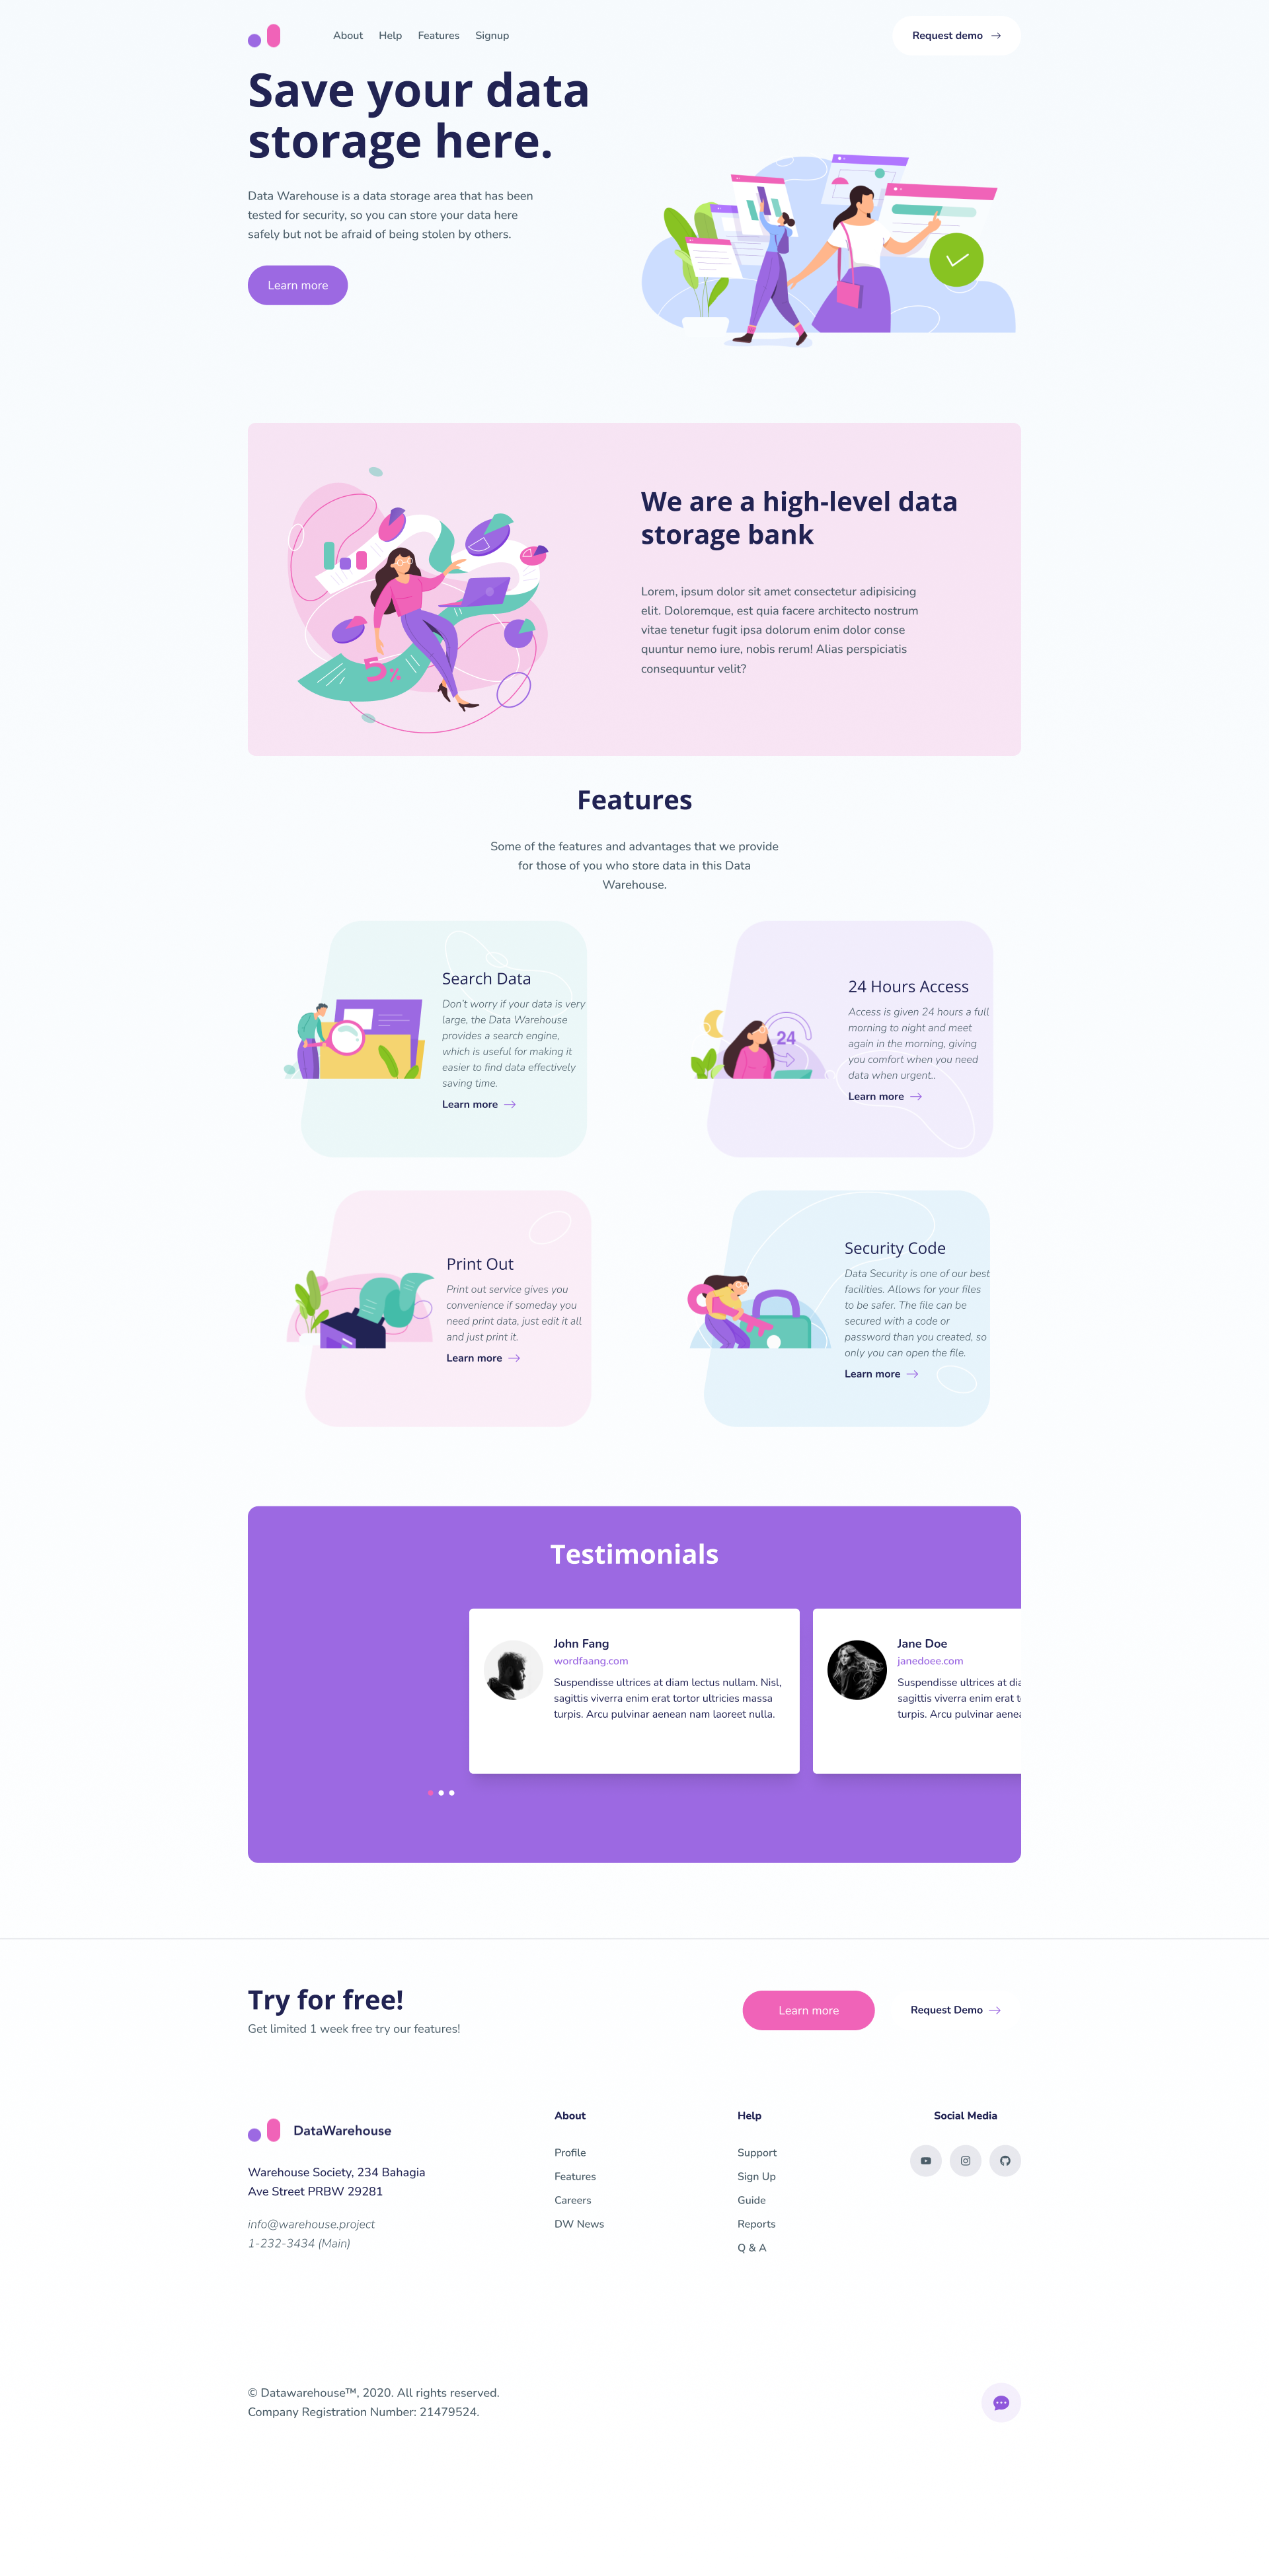 About Help Features Signup
Request demo
Save your data
storage here.
Data Warehouse is a data storage area that has been
tested for security, so you can store your data here
safely but not be afraid of being stolen by others.
Learn more
5%
We are a high-level data
storage bank
Lorem, ipsum dolor sit amet consectetur adipisicing
elit. Doloremque, est quia facere architecto nostrum
vitae tenetur fugit ipsa dolorum enim dolor conse
quuntur nemo iure, nobis rerum! Alias perspiciatis
consequuntur velit?
Features
Some of the features and advantages that we provide
for those of you who store data in this Data
Warehouse.
Search Data
Don't worry if your data is very
large, the Data Warehouse
provides a search engine,
which is useful for making it
easier to find data effectively
saving time.
Learn more
24
24 Hours Access
Access is given 24 hours a full
morning to night and meet
again in the morning, giving
you comfort when you need
data when urgent..
Learn more
Print Out
Print out service gives you
convenience if someday you
need print data, just edit it all
and just print it.
Learn more
Security Code
Data Security is one of our best
facilities. Allows for your files
to be safer. The file can be
secured with a code or
password than you created, so
only you can open the file.
Learn more
Testimonials
John Fang
wordfaang.com
Suspendisse ultrices at diam lectus nullam. Nisl,
sagittis viverra enim erat tortor ultricies massa
turpis. Arcu pulvinar aenean nam laoreet nulla.
Jane Doe
janedoee.com
Suspendisse ultrices at
sagittis viverra enim erat
turpis. Arcu pulvinar
Try for free!
Get limited 1 week free try our features!
Learn more
Request Demo
DataWarehouse
Warehouse Society, 234 Bahagia
Ave Street PRBW 29281
info@warehouse.project
1-232-3434 (Main)
About
Profile
Features
Careers
DW News
Help
Support
Sign Up
Guide
Reports
Q & A
Social Media
© Datawarehouse™, 2020. All rights reserved.
Company Registration Number: 21479524.